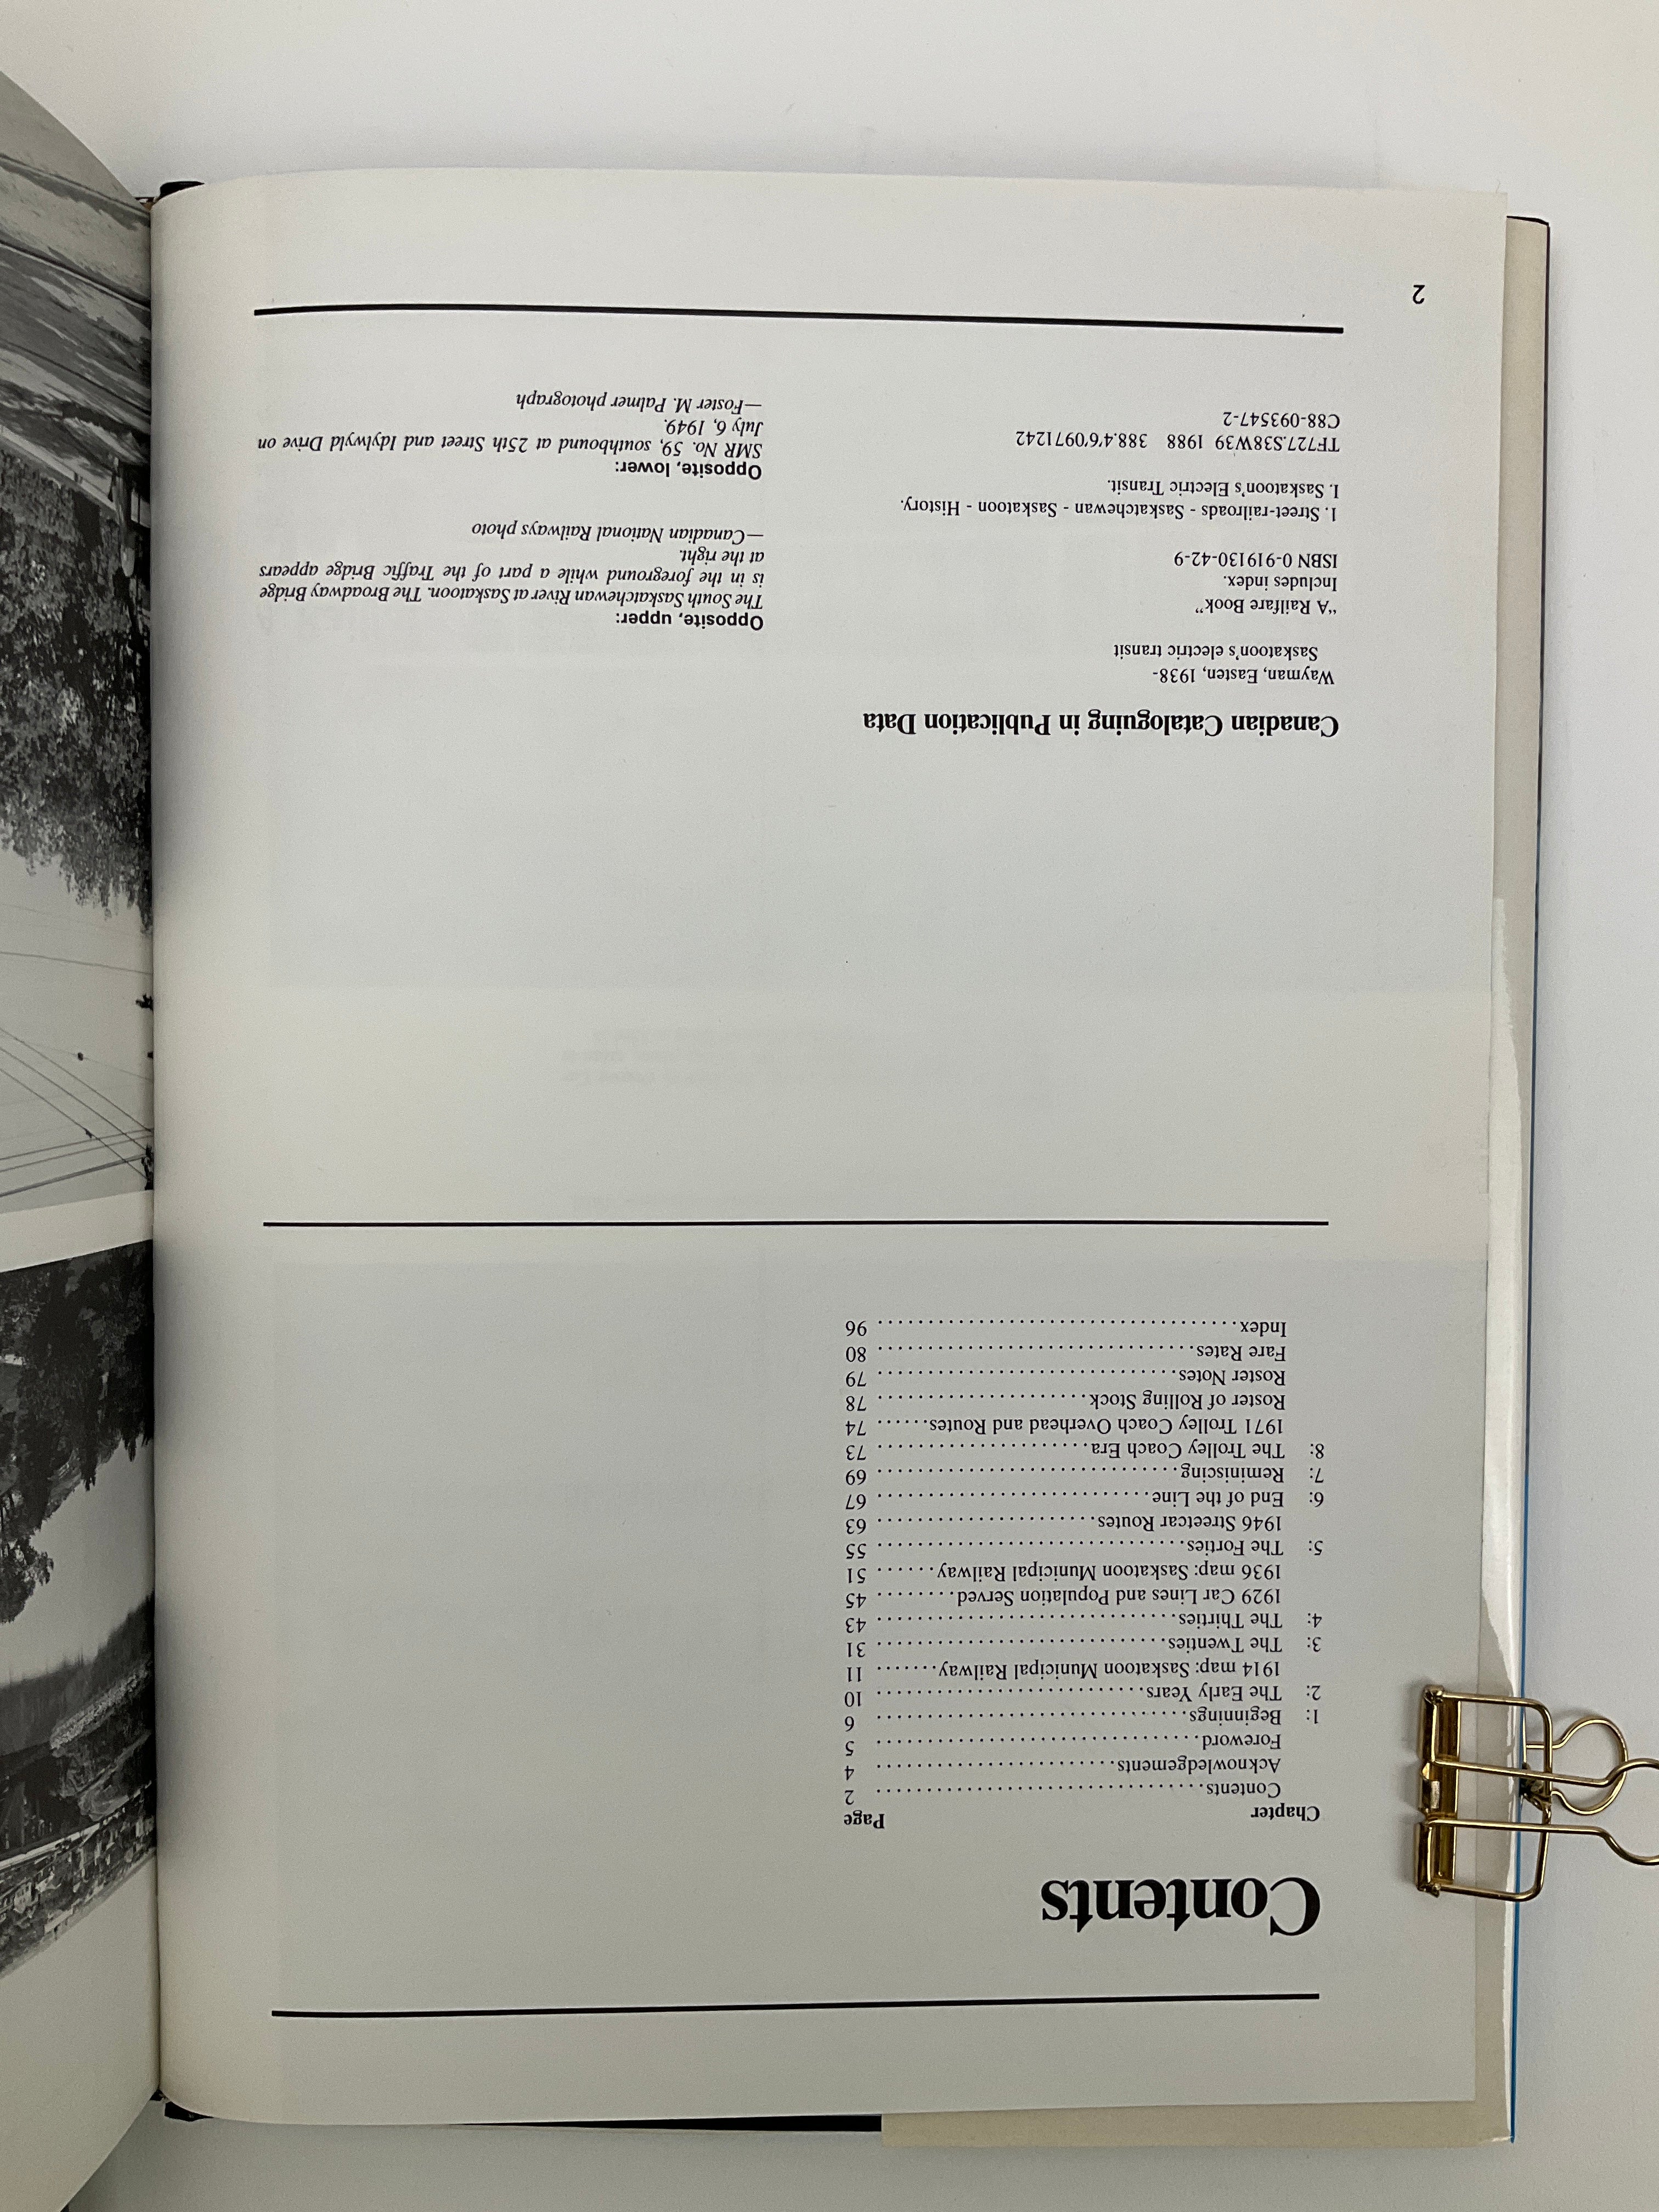 Contents
Chapter Page
Contents.................................. 2
Acknowledgements....................... 4
Foreword................................. 5
1: Beginnings................................. 6
2: The Early Years........................... 10
1914 map: Saskatoon Municipal Railway....... 11
3: The Twenties.............................. 31
4: The Thirties.............................. 43
1929 Car Lines and Population Served........ 45
1936 map: Saskatoon Municipal Railway...... 51
5: The Forties............................... 55
1946 Streetcar Routes...................... 63
6: End of the Line........................... 67
7: Reminiscing.............................. 69
8: The Trolley Coach Era...................... 73
1971 Trolley Coach Overhead and Routes...... 74
Roster of Rolling Stock..................... 78
Roster Notes.............................. 79
Fare Rates................................ 80
Index.................................... 96
Canadian Cataloguing in Publication Data
Wayman, Easten, 1938-
Saskatoon's electric transit
“A Railfare Book”
Includes index.
ISBN 0-919130-42-9
1. Street-railroads - Saskatchewan - Saskatoon - History.
I. Saskatoon's Electric Transit.
TF727.S38W39 1988 388.4'6'0971242
C88-093547-2
Opposite, upper:
The South Saskatchewan River at Saskatoon. The Broadway Bridge
is in the foreground while a part of the Traffic Bridge appears
at the right.
—Canadian National Railways photo
Opposite, lower:
SMR No. 59, southbound at 25th Street and Idylwyld Drive on
July 6, 1949.
—Foster M. Palmer photograph
2